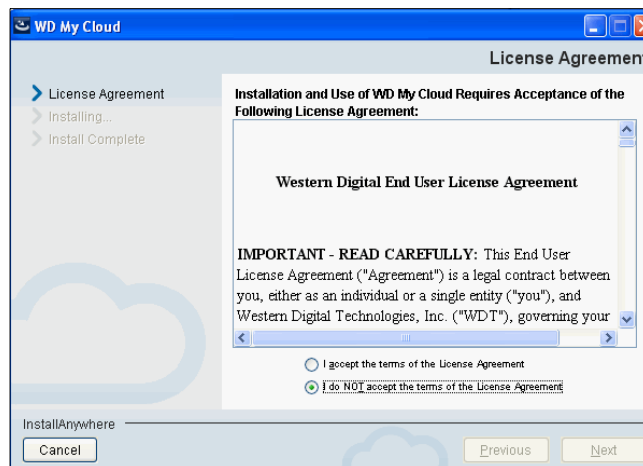 WD My Cloud
License Agreement
License Agreement
Installing...
Install Complete
Installation and Use of WD My Cloud Requires Acceptance of the
Following License Agreement:
Western Digital End User License Agreement
IMPORTANT - READ CAREFULLY: This End User
License Agreement ("Agreement") is a legal contract between
you, either as an individual or a single entity ("you"), and
Western Digital Technologies, Inc. ("WDT"), governing your
I accept the terms of the License Agreement
I do NOT accept the terms of the License Agreement
InstallAnywhere
Cancel
Previous
Next